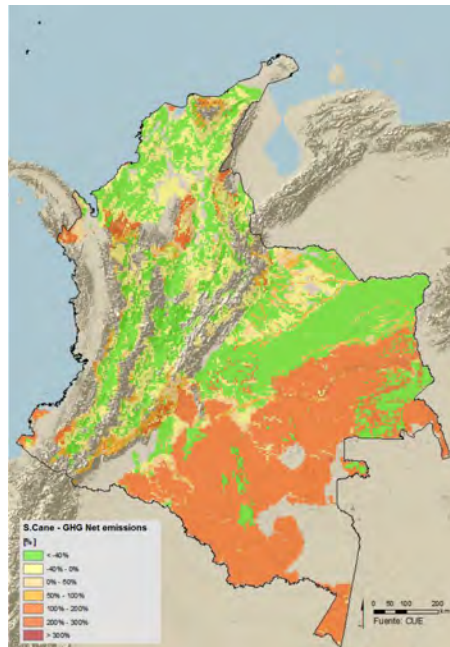 S.Cane - GHG Net emissions
[%]
< -40%
-40% - 0%
0% - 50%
50% - 100%
100% - 200%
200% - 300%
> 300%
0 50 100 200
Fuente: CUE